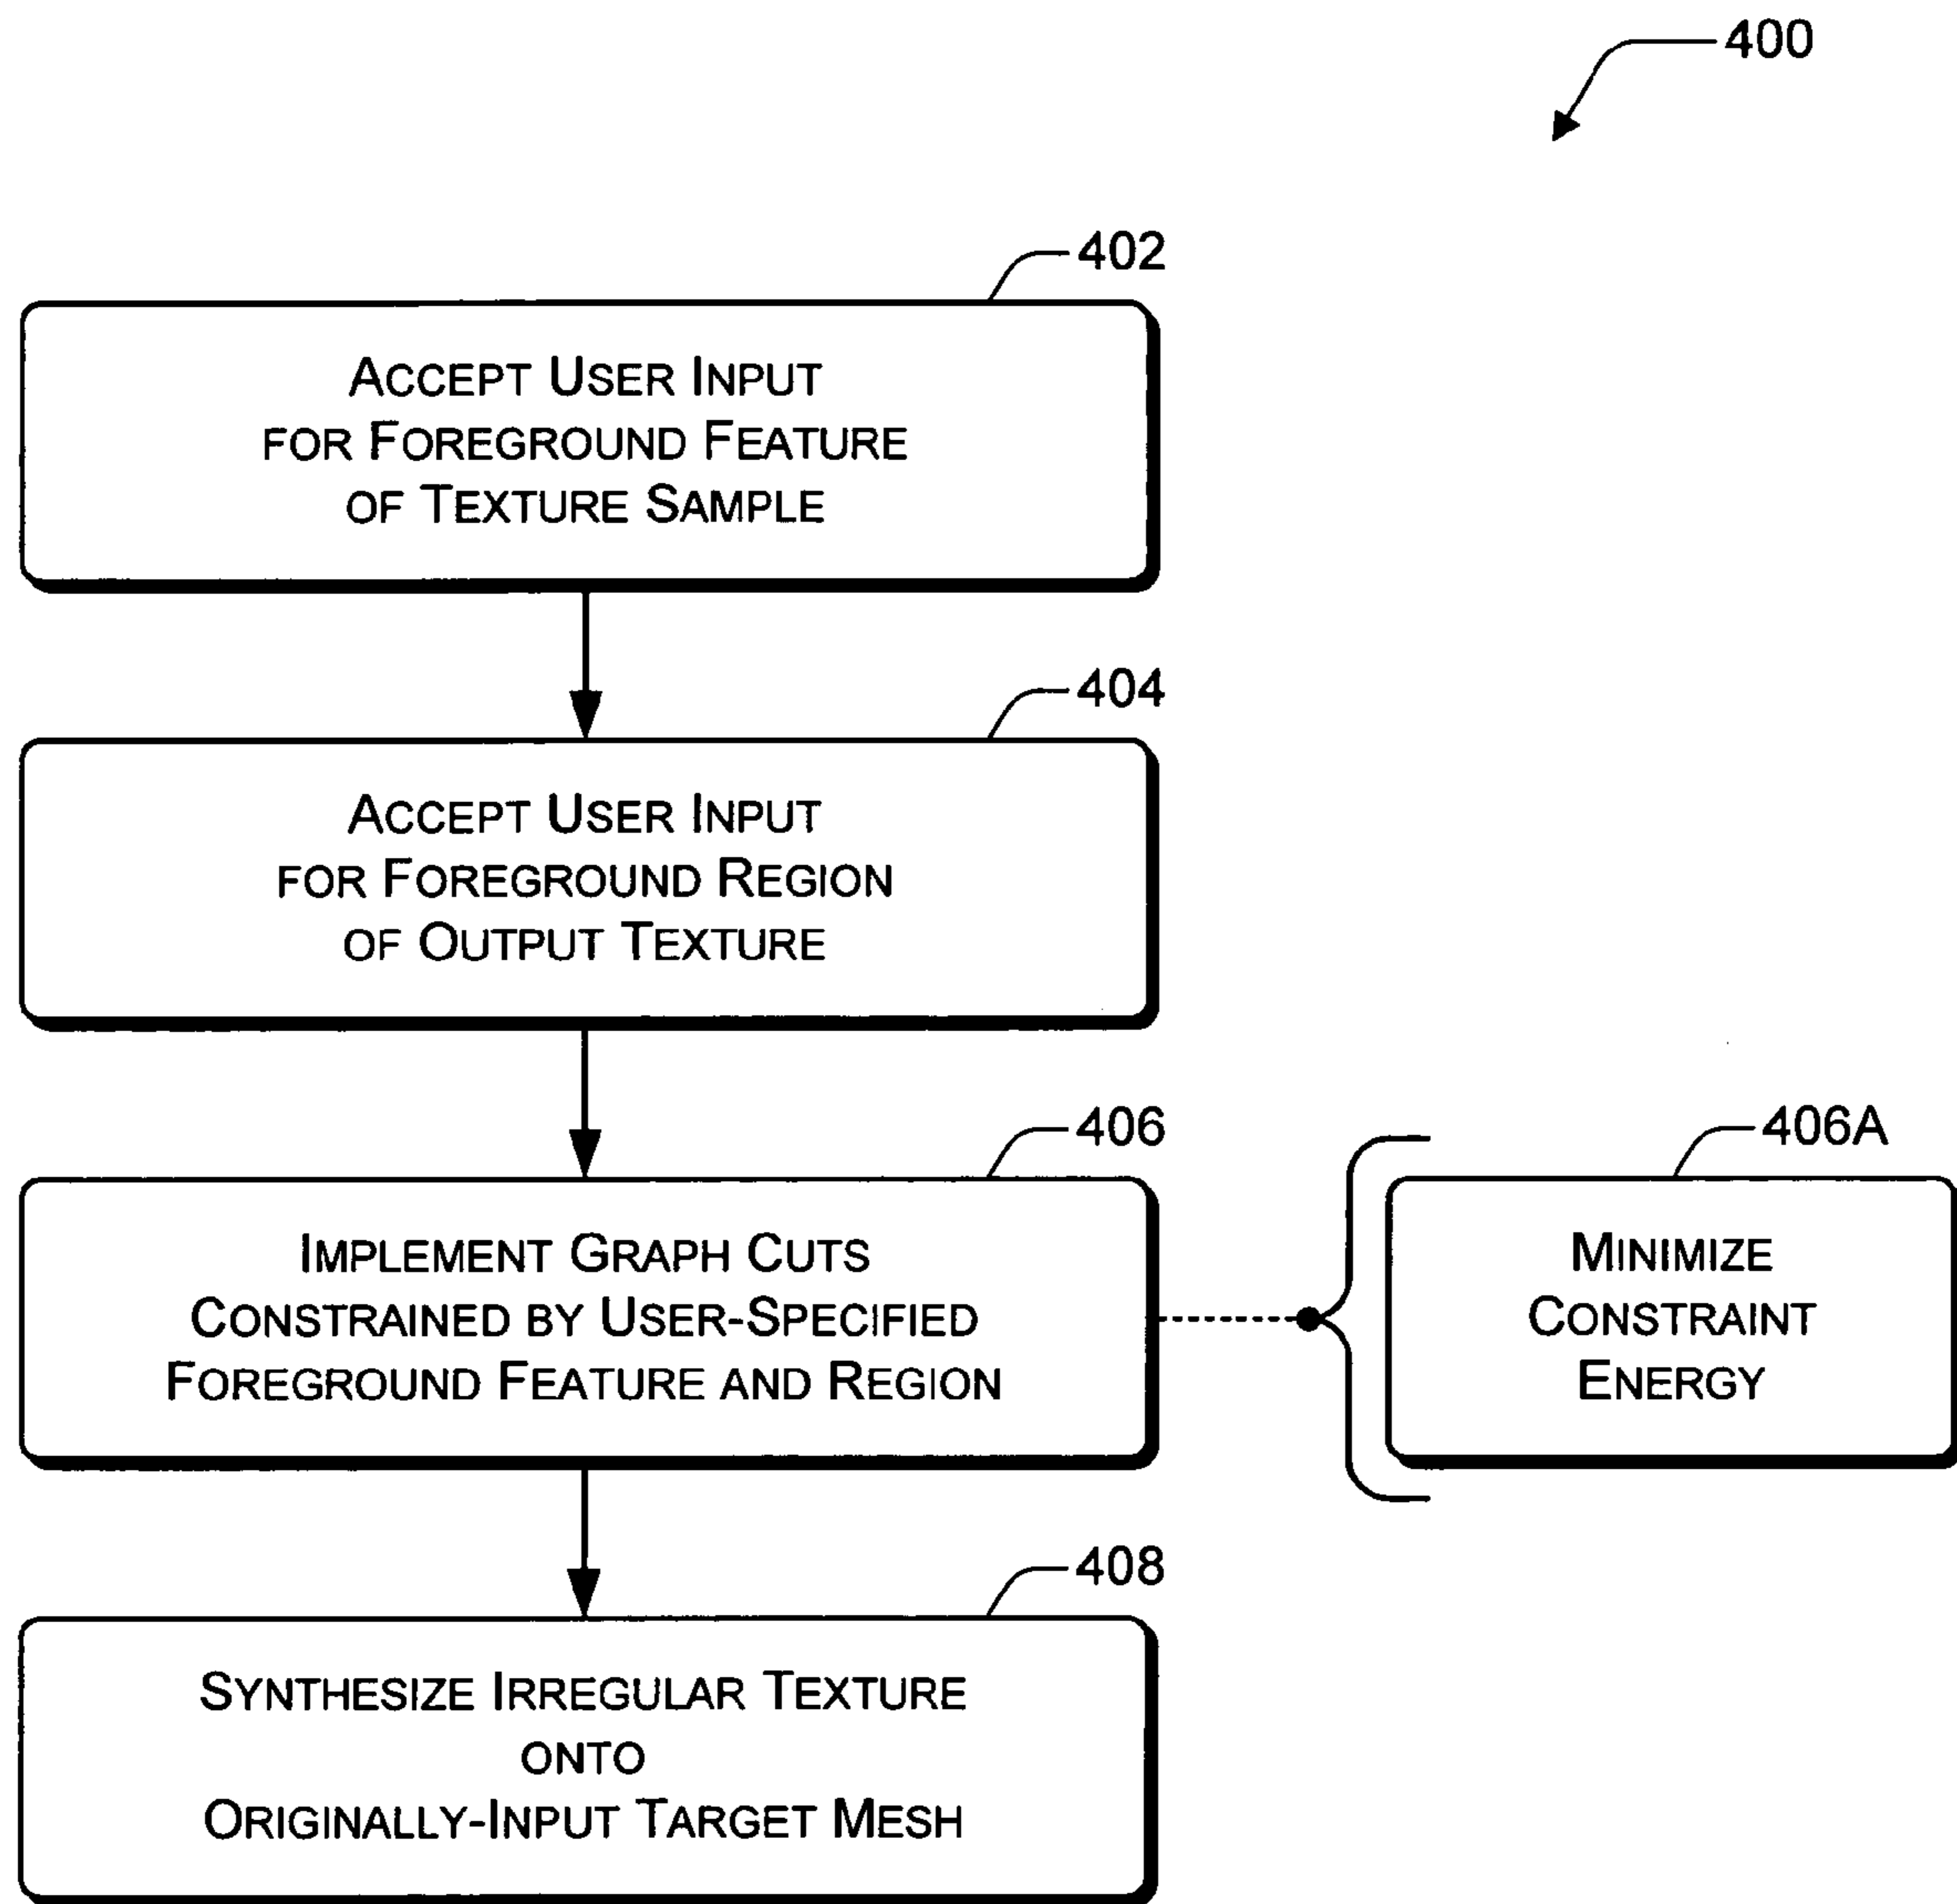 400
402
ACCEPT USER INPUT
FOR FOREGROUND FEATURE
OF TEXTURE SAMPLE
404
ACCEPT USER INPUT
FOR FOREGROUND REGION
OF OUTPUT TEXTURE
406
IMPLEMENT GRAPH CUTS
CONSTRAINED BY USER-SPECIFIED
FOREGROUND FEATURE AND REGION
406A
MINIMIZE
CONSTRAINT
ENERGY
408
SYNTHESIZE IRREGULAR TEXTURE
ONTO
ORIGINALLY-INPUT TARGET MESH